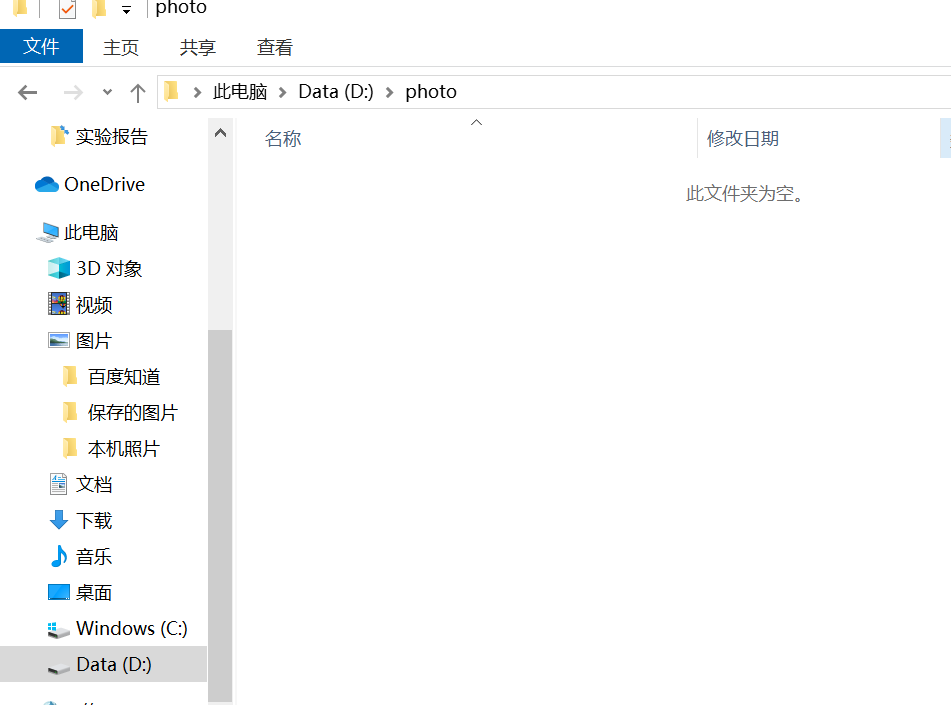 photo
文件 主页 共享 查看
此电脑 Data (D:) photo
实验报告
名称 修改日期
此文件夹为空。
OneDrive
此电脑
3D 对象
视频
图片
百度知道
保存的图片
本机照片
文档
下载
音乐
桌面
Windows (C:)
Data (D:)